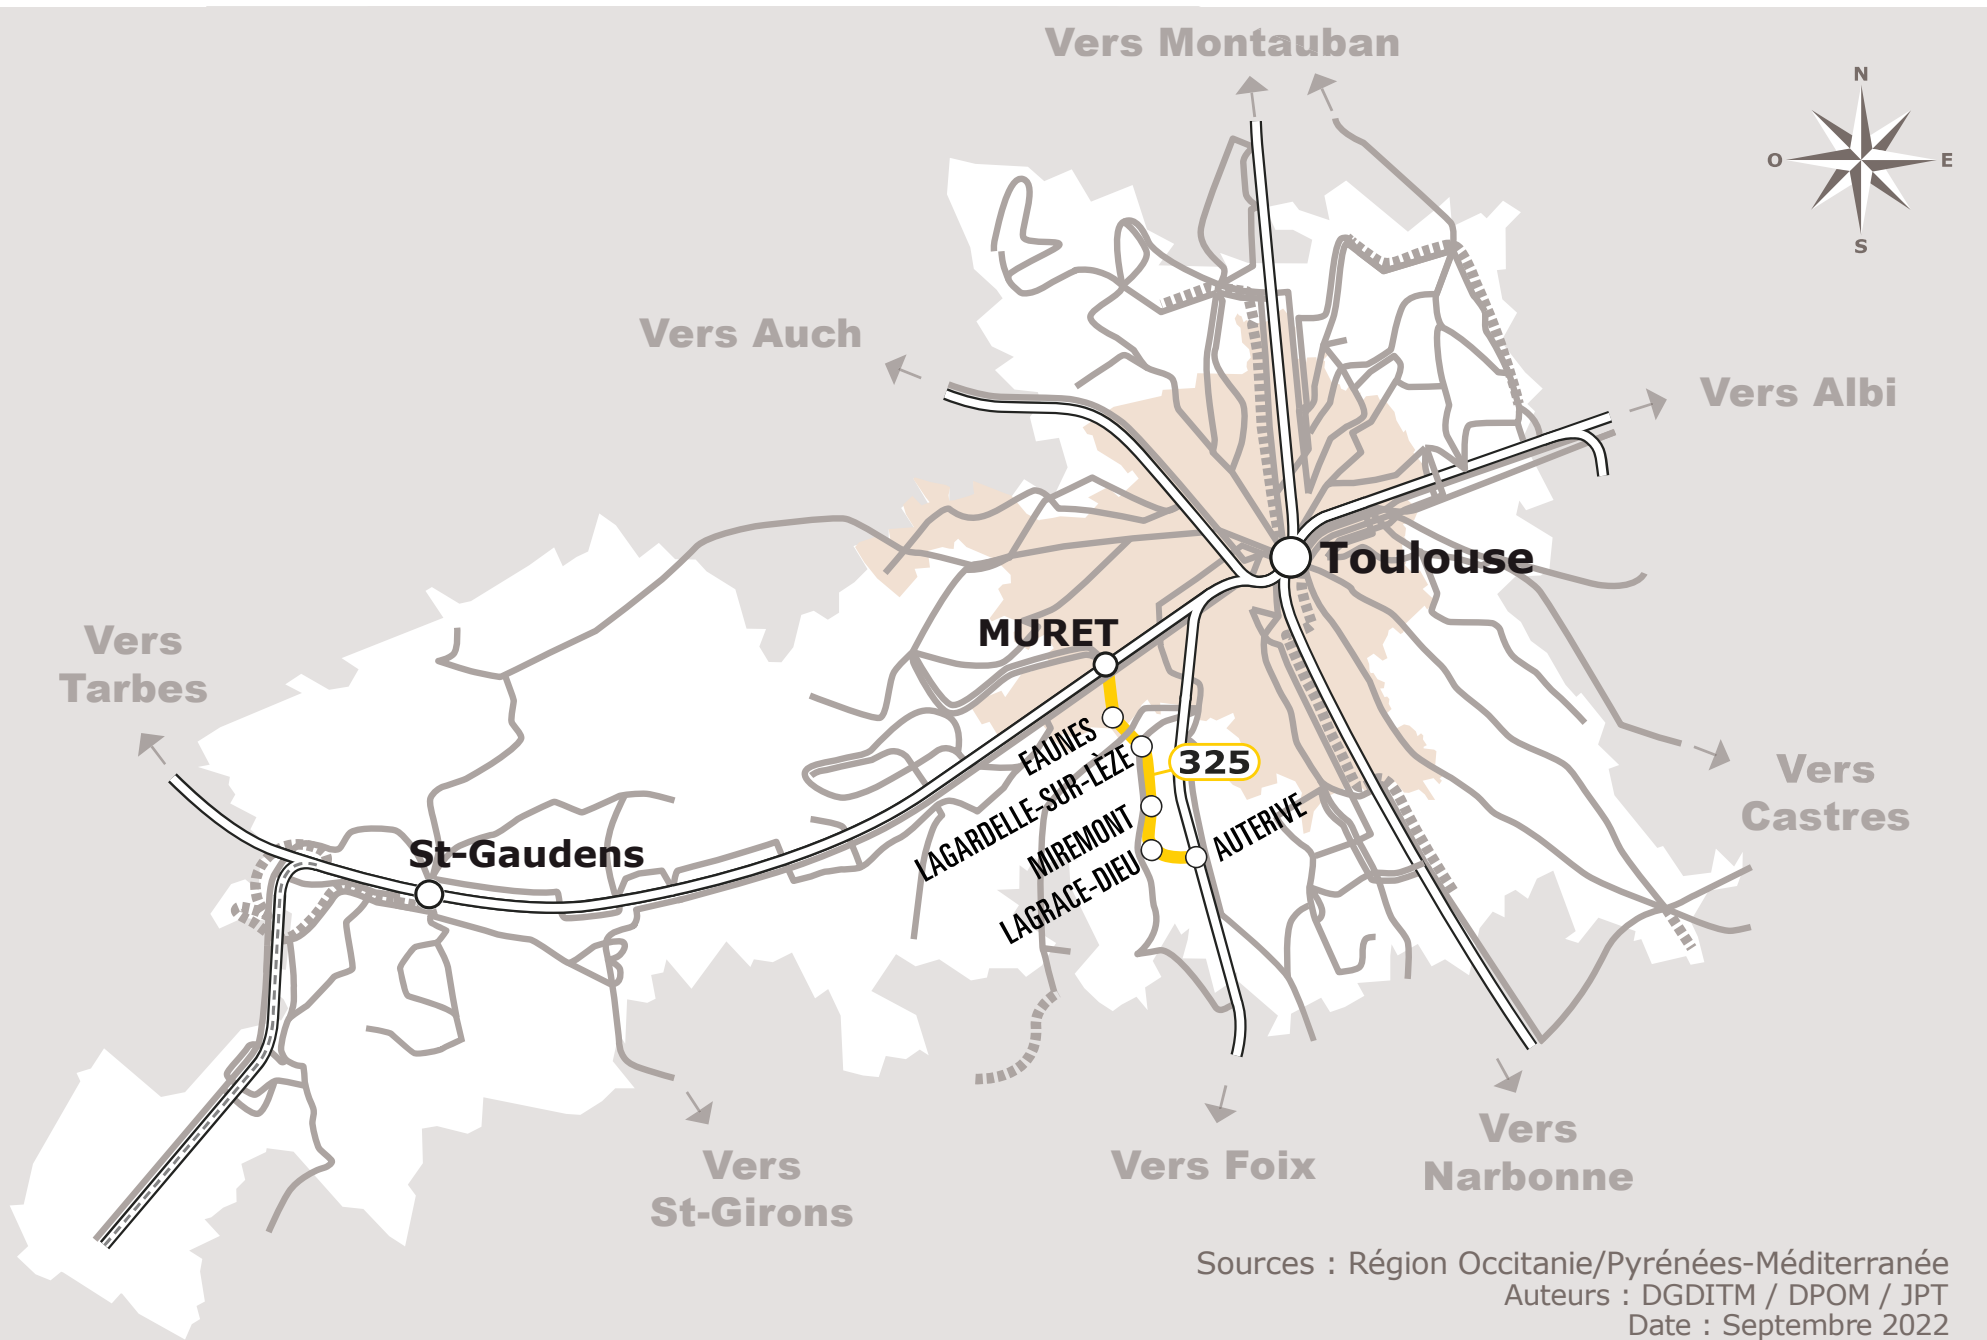 Vers Montauban
N
O
E
S
Vers Auch
Vers Albi
Toulouse
MURET
Vers
Tarbes
EAUNES
LAGARDELLE-SUR-LÈZE
325
MIREMONT
LAGRACE-DIEU
AUTERIVE
Vers
Castres
St-Gaudens
Vers
St-Girons
Vers Foix
Vers
Narbonne
Sources : Région Occitanie/Pyrénées-Méditerranée
Auteurs : DGDITM / DPOM / JPT
Date : Septembre 2022